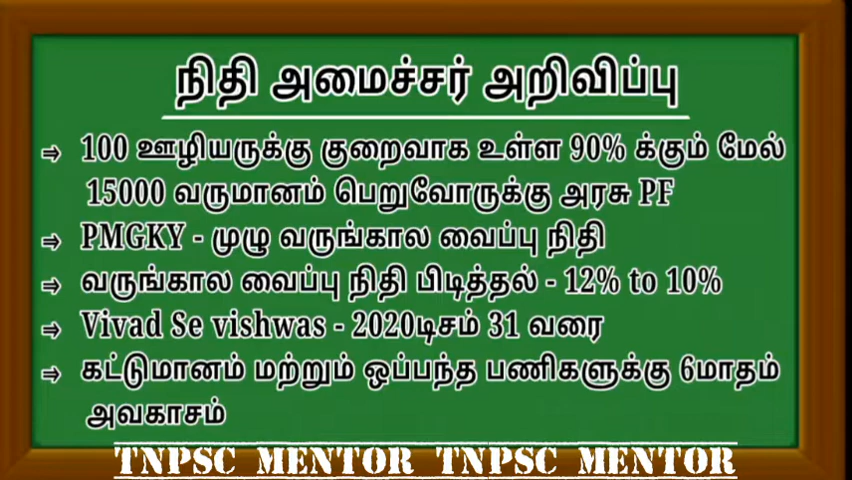 நிதி அமைச்சர் அறிவிப்பு
⇒ 100 ஊழியருக்கு குறைவாக உள்ள 90% க்கும் மேல்
15000 வருமானம் பெறுவோருக்கு அரசு PF
⇒ PMGKY - முழு வருங்கால வைப்பு நிதி
⇒ வருங்கால வைப்பு நிதி பிடித்தல் - 12% to 10%
⇒ Vivad Se vishwas - 2020டிசம் 31 வரை
⇒ கட்டுமானம் மற்றும் ஒப்பந்த பணிகளுக்கு 6மாதம்
அவகாசம்
TNPSC MENTOR TNPSC MENTOR